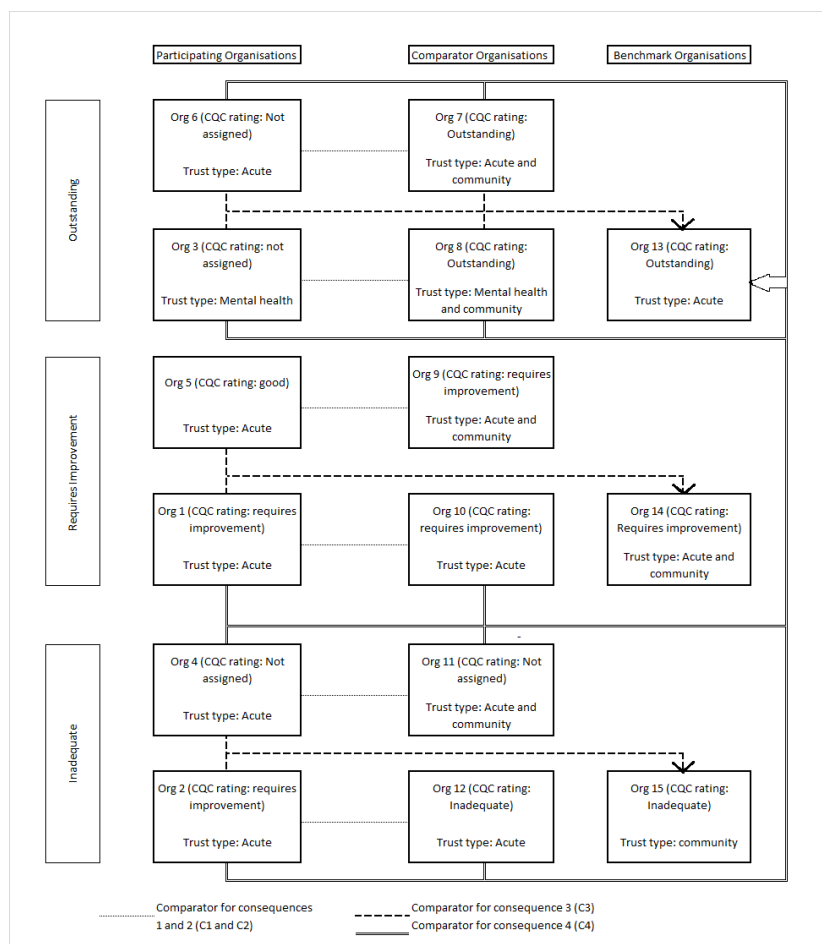 Participating Organisations
Comparator Organisations
Benchmark Organisations
Outstanding
Org 6 (CQC rating: Not
assigned)
Trust type: Acute
Org 7 (CQC rating:
Outstanding)
Trust type: Acute and
community
Org 3 (CQC rating: not
assigned)
Trust type: Mental health
Org 8 (CQC rating:
Outstanding)
Trust type: Mental health
and community
Org 13 (CQC rating:
Outstanding)
Trust type: Acute
Requires Improvement
Org 5 (CQC rating: good)
Trust type: Acute
Org 9 (CQC rating: requires
improvement)
Trust type: Acute and
community
Org 1 (CQC rating: requires
improvement)
Trust type: Acute
Org 10 (CQC rating:
requires improvement)
Trust type: Acute
Org 14 (CQC rating:
Requires improvement)
Trust type: Acute and
community
Inadequate
Org 4 (CQC rating: Not
assigned)
Trust type: Acute
Org 11 (CQC rating: Not
assigned)
Trust type: Acute and
community
Org 2 (CQC rating: requires
improvement)
Trust type: Acute
Org 12 (CQC rating:
Inadequate)
Trust type: Acute
Org 15 (CQC rating:
Inadequate)
Trust type: community
Comparator for consequences
1 and 2 (C1 and C2)
Comparator for consequence 3 (C3)
Comparator for consequence 4 (C4)